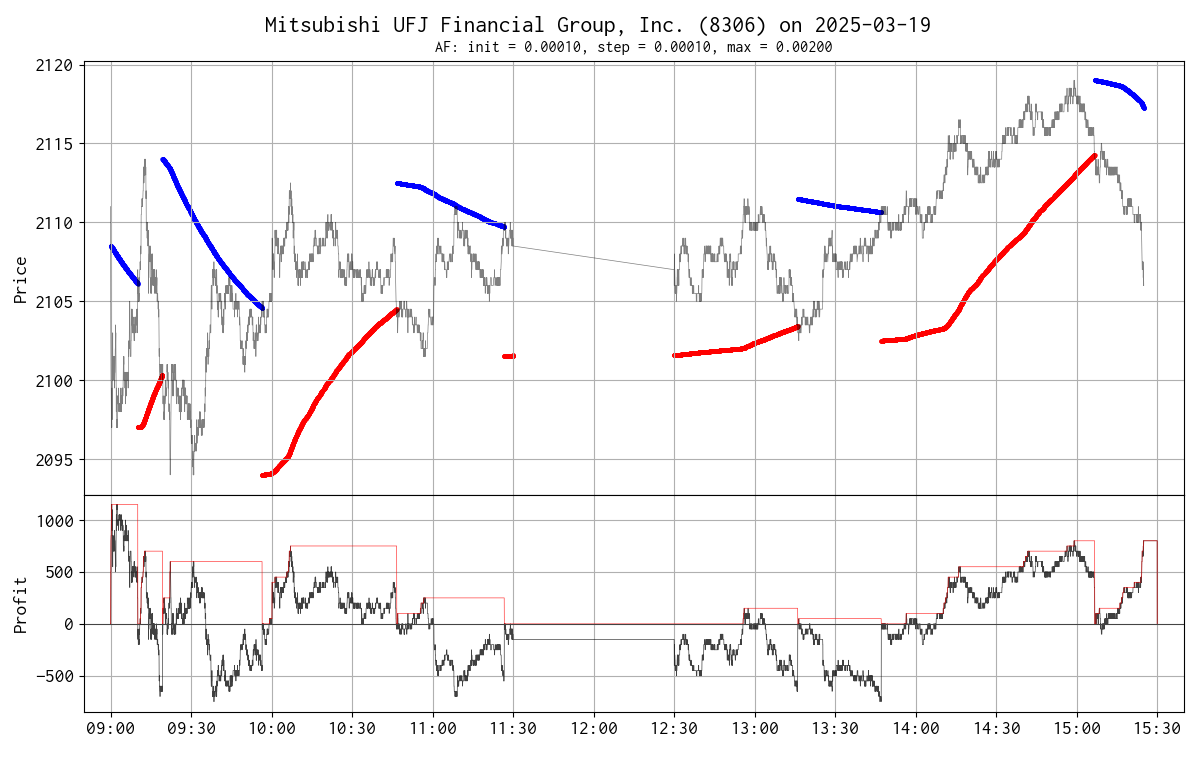 Mitsubishi UFJ Financial Group, Inc. (8306) on 2025-03-19
AF: init = 0.00010, step = 0.00010, max = 0.00200
Price
2120
2115
2110
2105
2100
2095
Profit
1000
500
0
−500
09:00 09:30 10:00 10:30 11:00 11:30 12:00 12:30 13:00 13:30 14:00 14:30 15:00 15:30